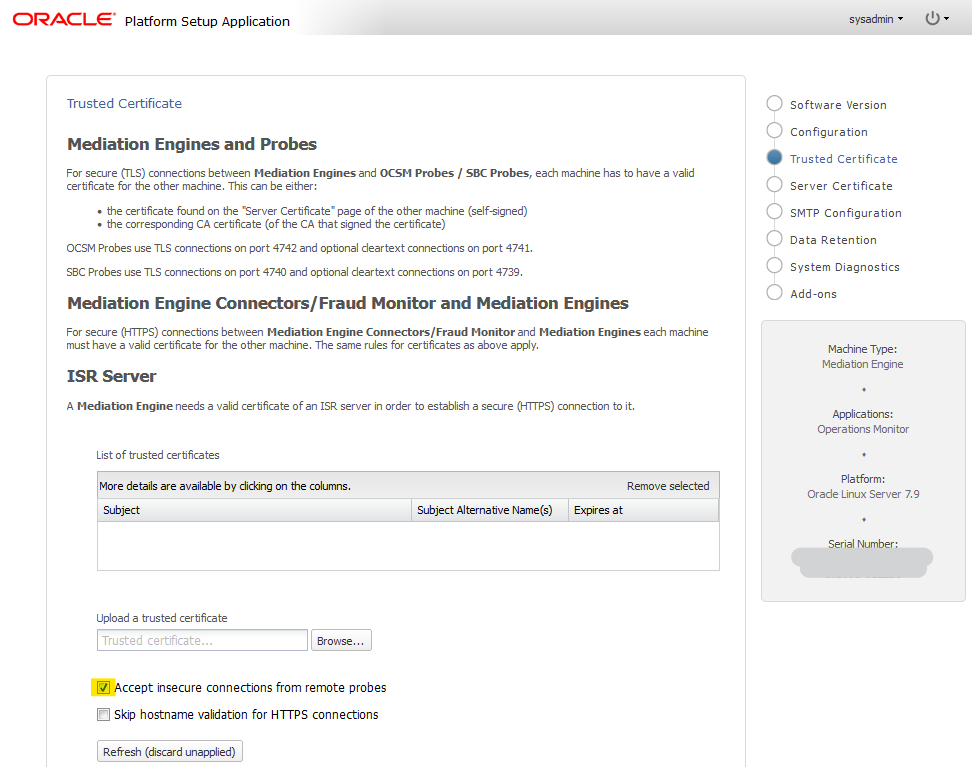 ORACLE Platform Setup Application
sysadmin
Trusted Certificate
Mediation Engines and Probes
For secure (TLS) connections between Mediation Engines and OCSM Probes / SBC Probes, each machine has to have a valid
certificate for the other machine. This can be either:
• the certificate found on the "Server Certificate" page of the other machine (self-signed)
• the corresponding CA certificate (of the CA that signed the certificate)
OCSM Probes use TLS connections on port 4742 and optional cleartext connections on port 4741.
SBC Probes use TLS connections on port 4740 and optional cleartext connections on port 4739.
Mediation Engine Connectors/Fraud Monitor and Mediation Engines
For secure (HTTPS) connections between Mediation Engine Connectors/Fraud Monitor and Mediation Engines each machine
must have a valid certificate for the other machine. The same rules for certificates as above apply.
ISR Server
A Mediation Engine needs a valid certificate of an ISR server in order to establish a secure (HTTPS) connection to it.
List of trusted certificates
More details are available by clicking on the columns. Remove selected
Subject Subject Alternative Name(s) Expires at
Upload a trusted certificate
Trusted certificate... Browse...
Accept insecure connections from remote probes
Skip hostname validation for HTTPS connections
Refresh (discard unapplied)
Software Version
Configuration
Trusted Certificate
Server Certificate
SMTP Configuration
Data Retention
System Diagnostics
Add-ons
Machine Type:
Mediation Engine
Applications:
Operations Monitor
Platform:
Oracle Linux Server 7.9
Serial Number: